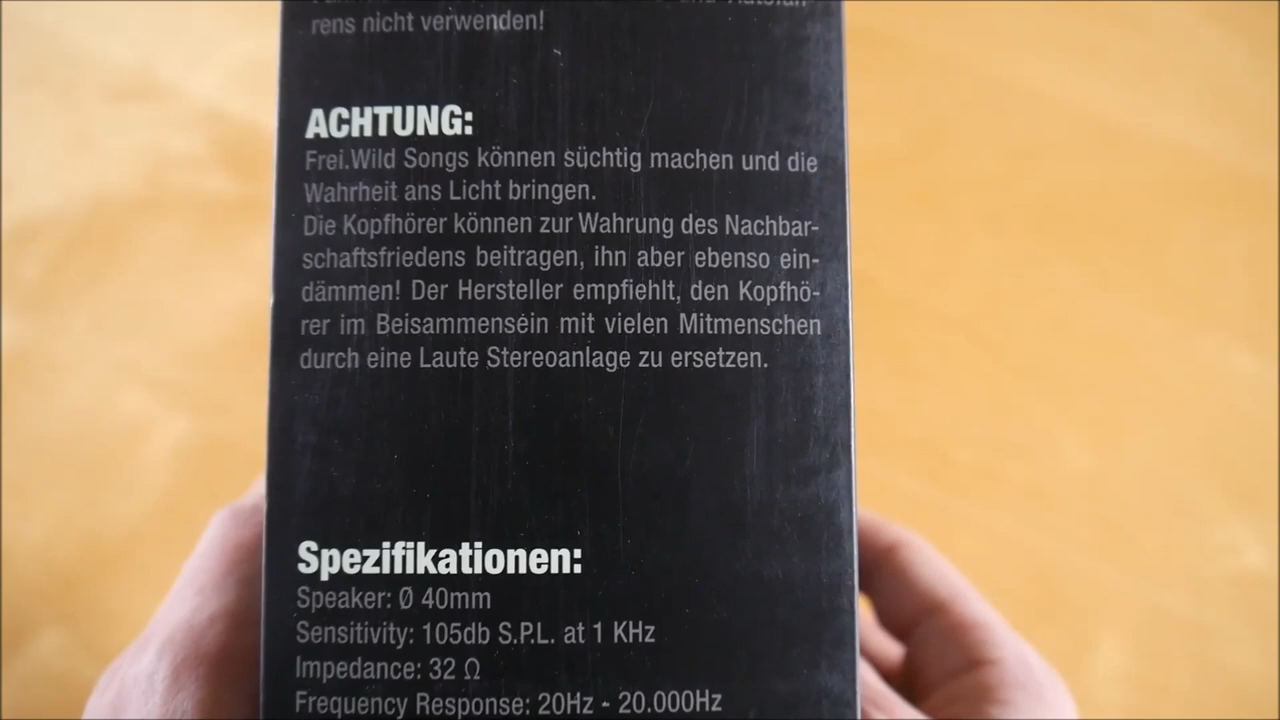 rens nicht verwenden!
ACHTUNG:
Frei.Wild Songs können süchtig machen und die
Wahrheit ans Licht bringen.
Die Kopfhörer können zur Wahrung des Nachbar-
schaftsfriedens beitragen, ihn aber ebenso ein-
dämmen! Der Hersteller empfiehlt, den Kopfhö-
rer im Beisammensein mit vielen Mitmenschen
durch eine Laute Stereoanlage zu ersetzen.
Spezifikationen:
Speaker: Ø 40mm
Sensitivity: 105db S.P.L. at 1 KHz
Impedance: 32 Ω
Frequency Response: 20Hz - 20.000Hz